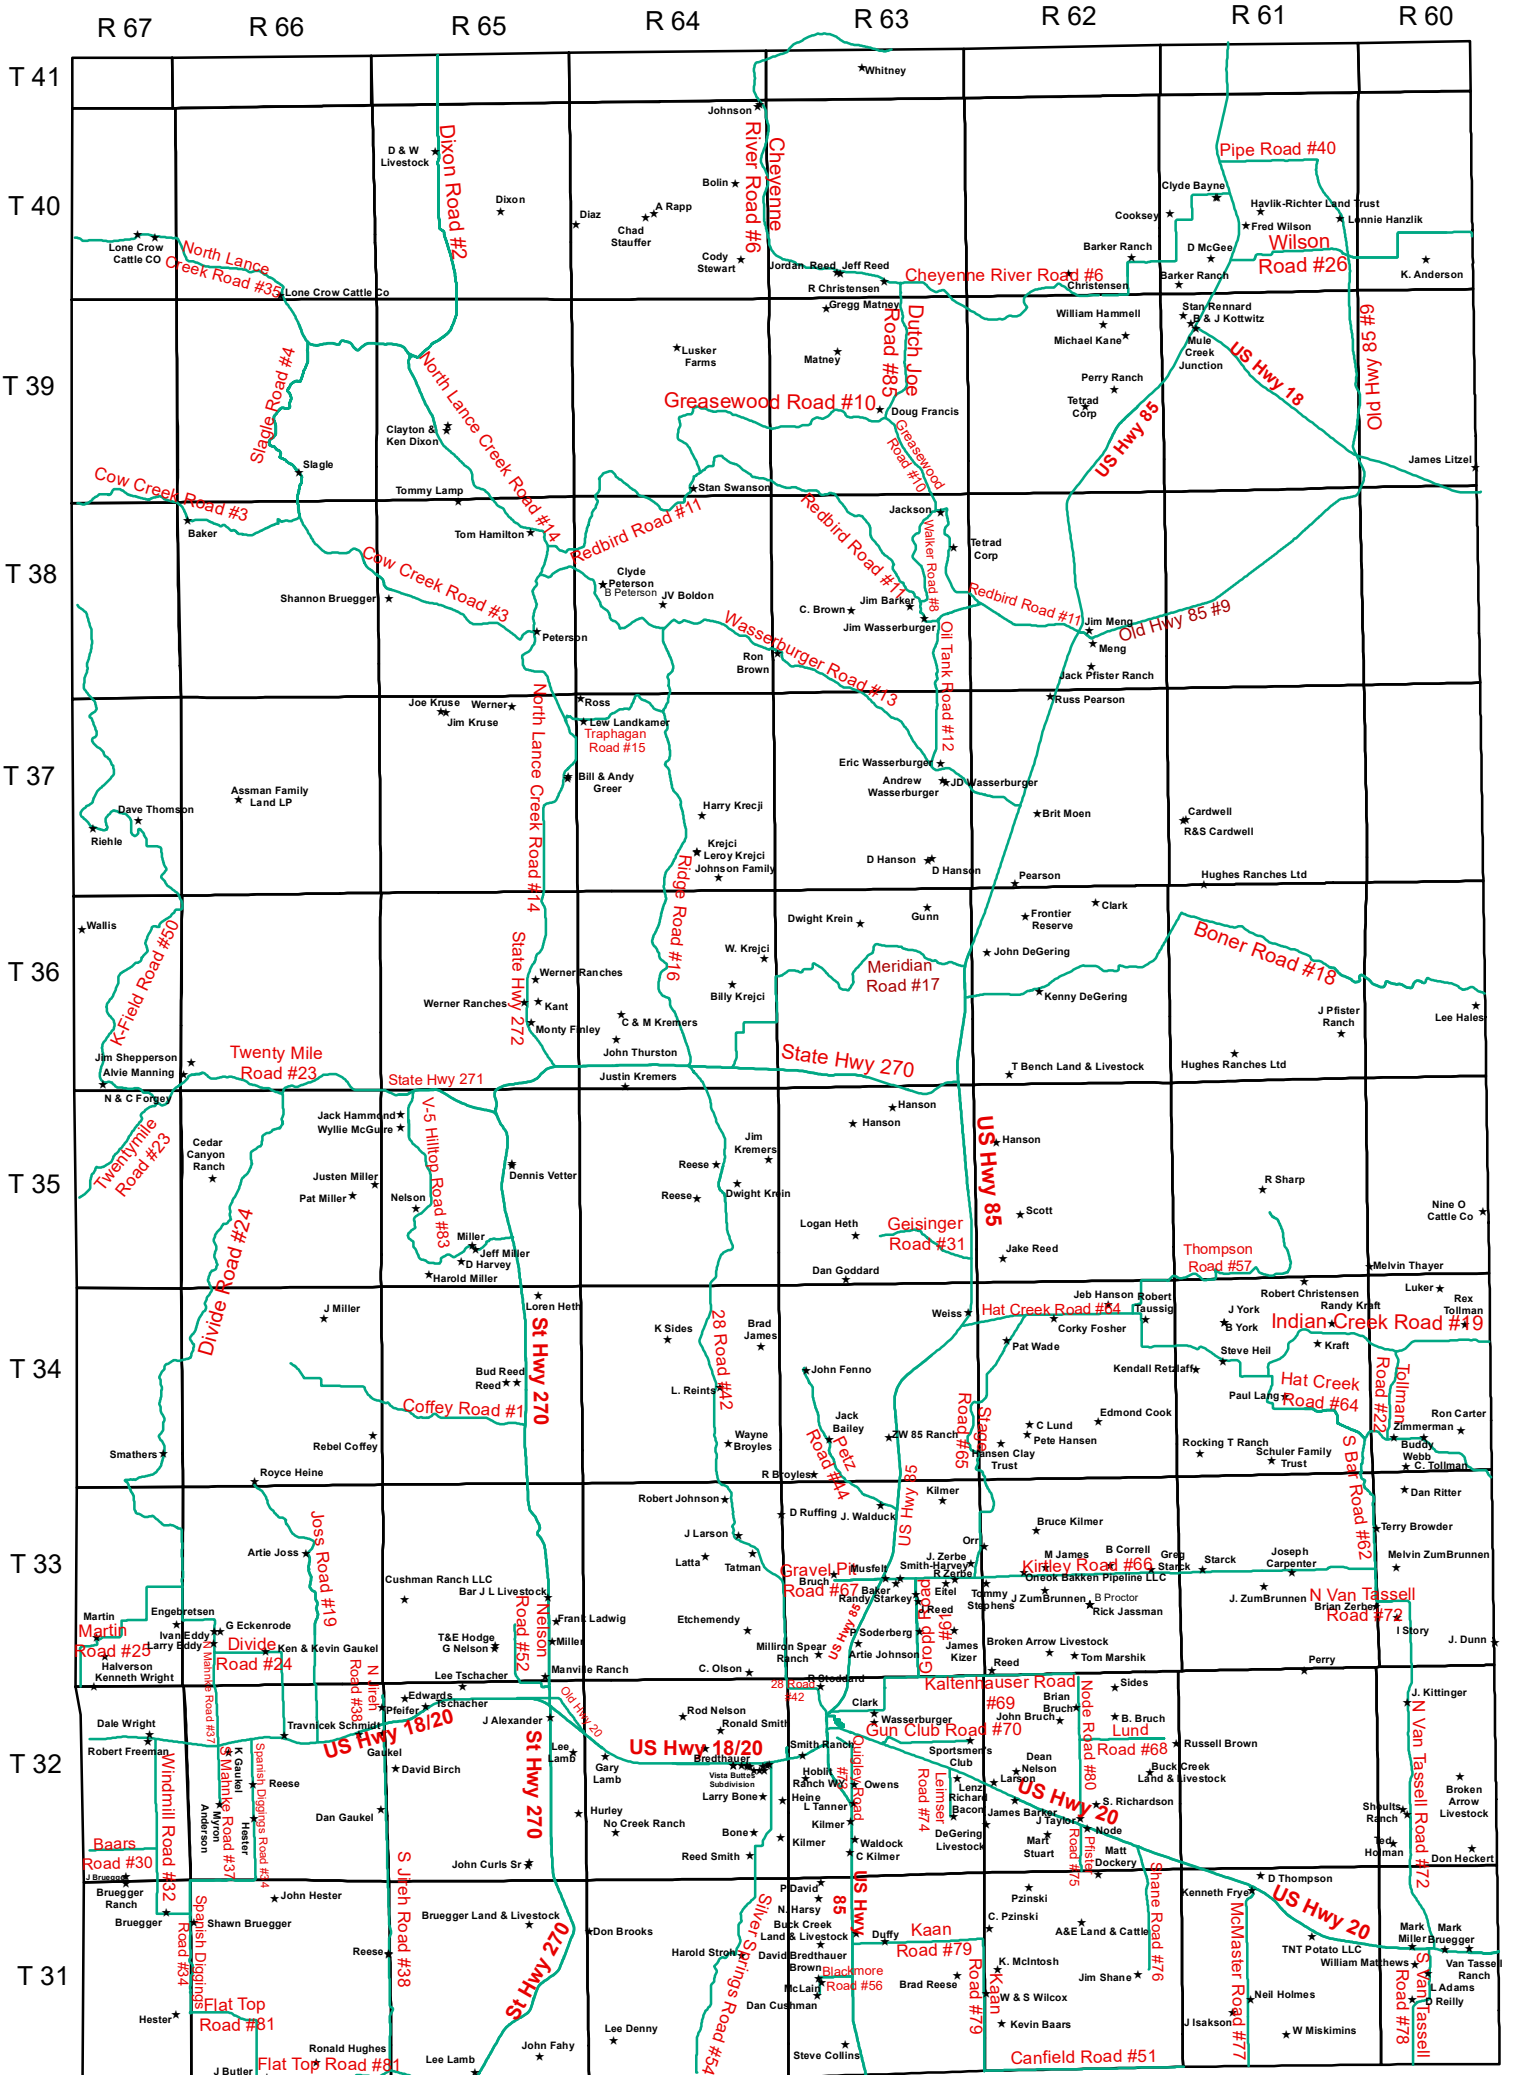 R 67
R 66
R 65
R 64
R 63
R 62
R 61
R 60
T 41
Whitney
Johnson
Cheyenne
River Road #6
Dixon Road #2
D & W
Livestock
Pipe Road #40
T 40
Bolin
Dixon
Diaz
A Rapp
Chad
Stauffer
Clyde Bayne
Cooksey
Havlik-Richter Land Trust
Lonnie Hanzlik
Fred Wilson
Wilson
Road #26
Barker Ranch
D McGee
K. Anderson
Lone Crow
Cattle CO
North Lance
Creek Road #35
Lone Crow Cattle Co
Cody
Stewart
Jordan Reed
Jeff Reed
R Christensen
Cheyenne River Road #6
Christensen
Barker Ranch
Gregg Matney
Dutch Joe
Road #85
William Hammell
Michael Kane
Stan Rennard
B & J Kottwitz
Mule
Creek
Junction
US Hwy 18
Old Hwy 85 #9
T 39
Slagle Road #4
North Lance Creek Road #14
Lusker
Farms
Matney
Perry Ranch
Tetrad
Corp
US Hwy 85
Greasewood Road #10
Doug Francis
Greasewood
Road #10
Clayton &
Ken Dixon
Slagle
James Litzel
Cow Creek Road #3
Tommy Lamp
Stan Swanson
Baker
Tom Hamilton
Redbird Road #11
Redbird Road #11
Jackson
Walker Road #8
Tetrad
Corp
T 38
Cow Creek Road #3
Shannon Bruegger
Clyde
Peterson
B Peterson
JV Boldon
C. Brown
Jim Barker
Jim Wasserburger
Redbird Road #11
Jim Meng
Old Hwy 85 #9
Meng
Peterson
Wasserburger Road #13
Ron
Brown
Oil Tank Road #12
Jack Pfister Ranch
Russ Pearson
Joe Kruse
Werner
Jim Kruse
North Lance Creek Road #14
Ross
Lew Landkamer
Traphagan
Road #15
T 37
Bill & Andy
Greer
Eric Wasserburger
Andrew
Wasserburger
JD Wasserburger
Assman Family
Land LP
Dave Thomson
Riehle
Harry Krecji
Brit Moen
Cardwell
R&S Cardwell
Krejci
Leroy Krejci
Johnson Family
Ridge Road #16
D Hanson
D Hanson
Pearson
Hughes Ranches Ltd
Wallis
K-Field Road #50
Dwight Krein
Gunn
Frontier
Reserve
Clark
John DeGering
Boner Road #18
T 36
State Hwy 272
Werner Ranches
Werner Ranches
Kant
Monty Finley
W. Krejci
Billy Krejci
Meridian
Road #17
Kenny DeGering
J Pfister
Ranch
Lee Hales
C & M Kremers
John Thurston
Justin Kremers
State Hwy 270
T Bench Land & Livestock
Hughes Ranches Ltd
Jim Shepperson
Alvie Manning
N & C Forgey
Twenty Mile
Road #23
State Hwy 271
Twentymile
Road #23
Cedar
Canyon
Ranch
Jack Hammond
Wyllie McGuire
V-5 Hilltop Road #83
Hanson
Hanson
US Hwy 85
Hanson
T 35
Justen Miller
Pat Miller
Nelson
Dennis Vetter
Jim
Kremers
Reese
Reese
Dwight Krein
R Sharp
Nine O
Cattle Co
Logan Heth
Geisinger
Road #31
Scott
Jake Reed
Divide Road #24
Miller
Jeff Miller
D Harvey
Harold Miller
Dan Goddard
Thompson
Road #57
Melvin Thayer
J Miller
Loren Heth
St Hwy 270
28 Road #42
K Sides
Brad
James
Weiss
Hat Creek Road #64
Jeb Hanson
Robert
Taussig
Corky Fosher
Pat Wade
Robert Christensen
Randy Kraft
Luker
Rex
Tollman
J York
B York
Indian Creek Road #19
Kraft
T 34
Bud Reed
Reed
Coffey Road #1
L. Reints
John Fenno
Kendall Retzlaff
Steve Heil
Paul Lang
Hat Creek
Road #64
Tollman
Road #22
Rebel Coffey
Smathers
Royce Heine
Wayne
Broyles
R Broyles
Jack
Bailey
Petz
Road #44
ZW 85 Ranch
Stage
Road #65
C Lund
Pete Hansen
Hansen Clay
Trust
Edmond Cook
Rocking T Ranch
Schuler Family
Trust
S Bar Road #62
Ron Carter
Zimmerman
Buddy
Webb
C. Tollman
Joss Road #19
Robert Johnson
D Ruffing
J. Walduck
Kilmer
US Hwy 85
Dan Ritter
T 33
Artie Joss
J Larson
Latta
Tatman
Orr
Bruce Kilmer
Terry Browder
Gravel Pit
Road #67
Bruch
Musfelt
J. Zerbe
Smith-Harvey
R Zerbe
Baker
Eitel
Randy Starkey
J Reed
M James
B Correll
Kirtley Road #66
Oneok Bakken Pipeline LLC
Greg
Starck
Starck
Joseph
Carpenter
Melvin ZumBrunnen
Cushman Ranch LLC
Bar J L Livestock
Nelson
Road #52
Tommy
Stephens
J ZumBrunnen
B Proctor
Rick Jassman
J. ZumBrunnen
N Van Tassell
Road #72
Brian Zerbe
I Story
J. Dunn
Martin
Martin
Road #25
Engebretsen
Ivan Eddy
Larry Eddy
G Eckenrode
Divide
Road #24
Ken & Kevin Gaukel
T&E Hodge
G Nelson
Frank Ladwig
Miller
Etchemendy
Milliron Spear
Ranch
P Soderberg
Artie Johnson
Gropp Road
#61
James
Kizer
Broken Arrow Livestock
Reed
Tom Marshik
Halverson
Kenneth Wright
N Mahnke Road #37
N Jireh
Road #38
Lee Tschacher
Manville Ranch
C. Olson
Perry
R Stoddard
28 Road
#42
US Hwy 85
Kaltenhauser Road
#69
Edwards
Tschacher
Pfeifer
Old Hwy 20
Clark
Wasserburger
Brian
Bruch
John Bruch
Sides
B. Bruch
J. Kittinger
Dale Wright
Robert Freeman
Travnicek
Schmidt
US Hwy 18/20
J Alexander
Rod Nelson
Ronald Smith
Gun Club Road #70
Node Road #80
Lund
Road #68
Russell Brown
N Van Tassell Road #72
T 32
Gaukel
David Birch
St Hwy 270
Lee
Lamb
Gary
Lamb
US Hwy 18/20
Bredthauer
Vista Buttes
Subdivision
Larry Bone
Smith Ranch
Hoblit
Ranch WY
Heine
Quigley Road
#73
Owens
Sportsmen's
Club
Dean
Nelson
Larson
Buck Creek
Land & Livestock
Broken
Arrow
Livestock
Windmill Road #32
S Mahnke Road #37
K Gaukel
Myron
Anderson
Spanish Diggings Road #34
Reese
Hester
Dan Gaukel
Hurley
No Creek Ranch
Bone
Reed Smith
L Tanner
Kilmer
Kilmer
Waldock
C Kilmer
Leimser
Road #74
Lenz
Richard
Bacon
DeGering
Livestock
US Hwy 20
James Barker
J Taylor
S. Richardson
Node
Mart
Stuart
Pfister
Road #75
Matt
Dockery
Shoults
Ranch
Ted
Holman
Don Heckert
Baars
Road #30
J Bruegger
Bruegger
Ranch
Bruegger
John Curls Sr
John Hester
P David
N. Harsy
US Hwy
85
Pzinski
Shane Road #76
D Thompson
Kenneth Frye
US Hwy 20
Spanish Diggings
Road #34
Shawn Bruegger
S Jireh Road #38
Bruegger Land & Livestock
Reese
Don Brooks
Harold Stroh
Silver Springs Road #54
Buck Creek
Land & Livestock
David Bredthauer
Brown
Duffy
Kaan
Road #79
C. Pzinski
A&E Land & Cattle
McMaster Road #77
TNT Potato LLC
Mark
Miller
Mark
Bruegger
William Matthews
Van Tassell
Ranch
T 31
St Hwy 270
Blackmore
Road #56
McLain
Dan Cushman
Brad Reese
K. McIntosh
Kaan
Road #79
W & S Wilcox
Jim Shane
Neil Holmes
L Adams
D Reilly
S Van Tassell
Road #78
Hester
Flat Top
Road #81
Kevin Baars
J Isakson
W Miskimins
Ronald Hughes
Flat Top Road #81
J Butler
Lee Lamb
John Fahy
Lee Denny
Steve Collins
Canfield Road #51